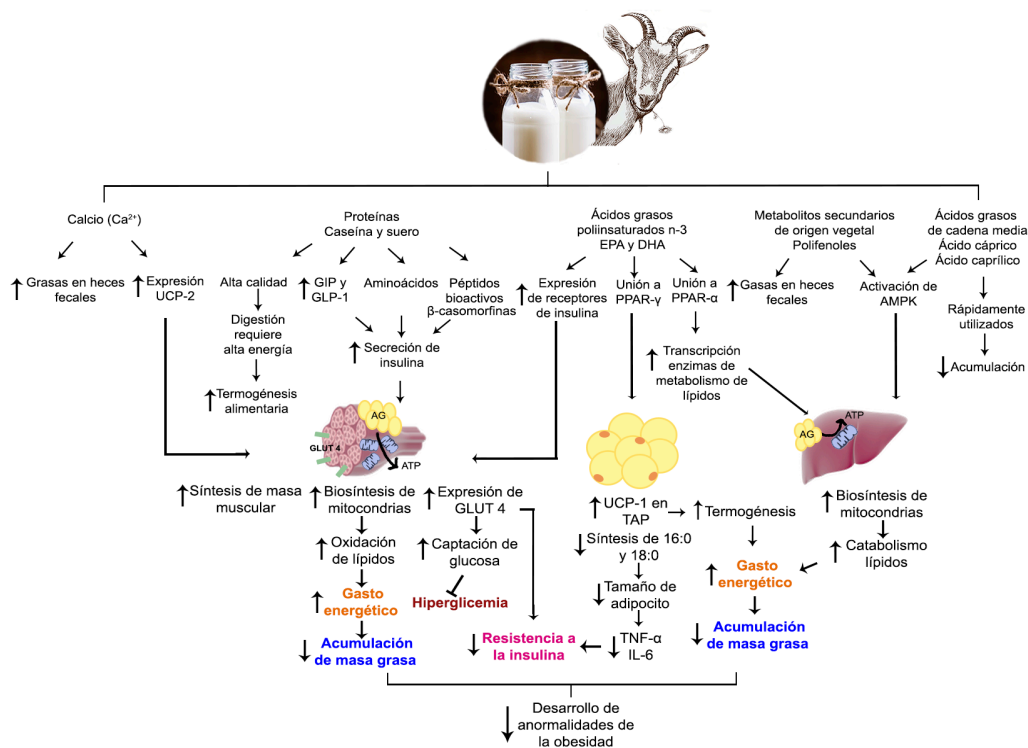 Calcio (Ca²⁺)
Grasas en heces
fecales
Expresión
UCP-2
Proteínas
Caseína y suero
Alta calidad
Digestión
requiere
alta energía
Termogénesis
alimentaria
GIP y
GLP-1
Aminoácidos
Péptidos
bioactivos
β-casomorfinas
Secreción de
insulina
Ácidos grasos
poliinsaturados n-3
EPA y DHA
Expresión
de receptores
de insulina
Unión a
PPAR-γ
Unión a
PPAR-α
Transcripción
enzimas de
metabolismo de
lípidos
Metabolitos secundarios
de origen vegetal
Polifenoles
Gasas en heces
fecales
Activación de
AMPK
Ácidos grasos
de cadena media
Ácido cáprico
Ácido caprílico
Rápidamente
utilizados
Acumulación
AG
GLUT 4
ATP
AG
ATP
Síntesis de masa
muscular
Biosíntesis de
mitocondrias
Oxidación
de lípidos
Gasto
energético
Acumulación
de masa grasa
Expresión de
GLUT 4
Captación de
glucosa
Hiperglicemia
Resistencia a
la insulina
UCP-1 en
TAP
Síntesis de 16:0
y 18:0
Tamaño de
adipocito
TNF-α
IL-6
Termogénesis
Gasto
energético
Acumulación
de masa grasa
Biosíntesis de
mitocondrias
Catabolismo
lípidos
Desarrollo de
anormalidades de
la obesidad